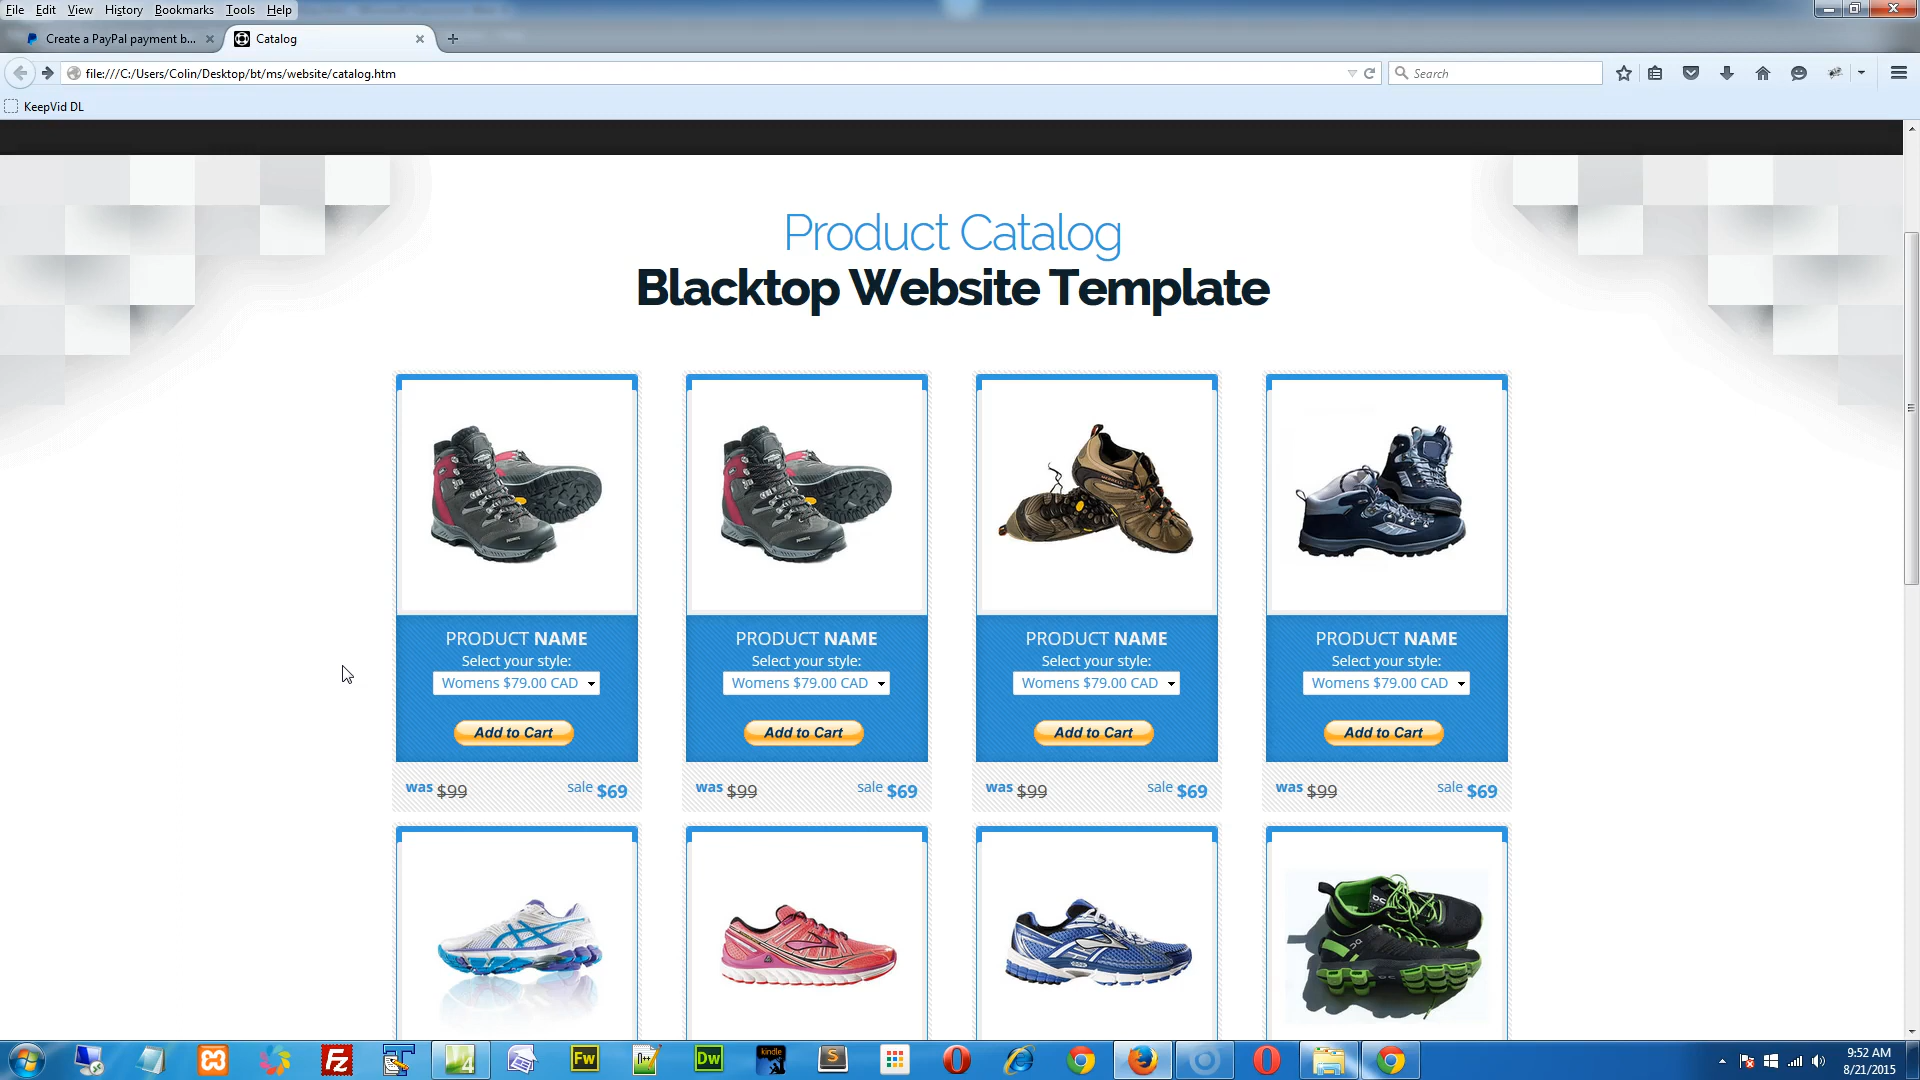 File Edit View History Bookmarks Tools Help
Create a PayPal payment b...
Catalog
file:///C:/Users/Colin/Desktop/bt/ms/website/catalog.htm
Search
KeepVid DL
Product Catalog
Blacktop Website Template
PRODUCT NAME
Select your style:
Womens $79.00 CAD
Add to Cart
was $99 sale $69
PRODUCT NAME
Select your style:
Womens $79.00 CAD
Add to Cart
was $99 sale $69
PRODUCT NAME
Select your style:
Womens $79.00 CAD
Add to Cart
was $99 sale $69
PRODUCT NAME
Select your style:
Womens $79.00 CAD
Add to Cart
was $99 sale $69
Fz
4
Fw
Dw
kindle
S
9:52 AM
8/21/2015